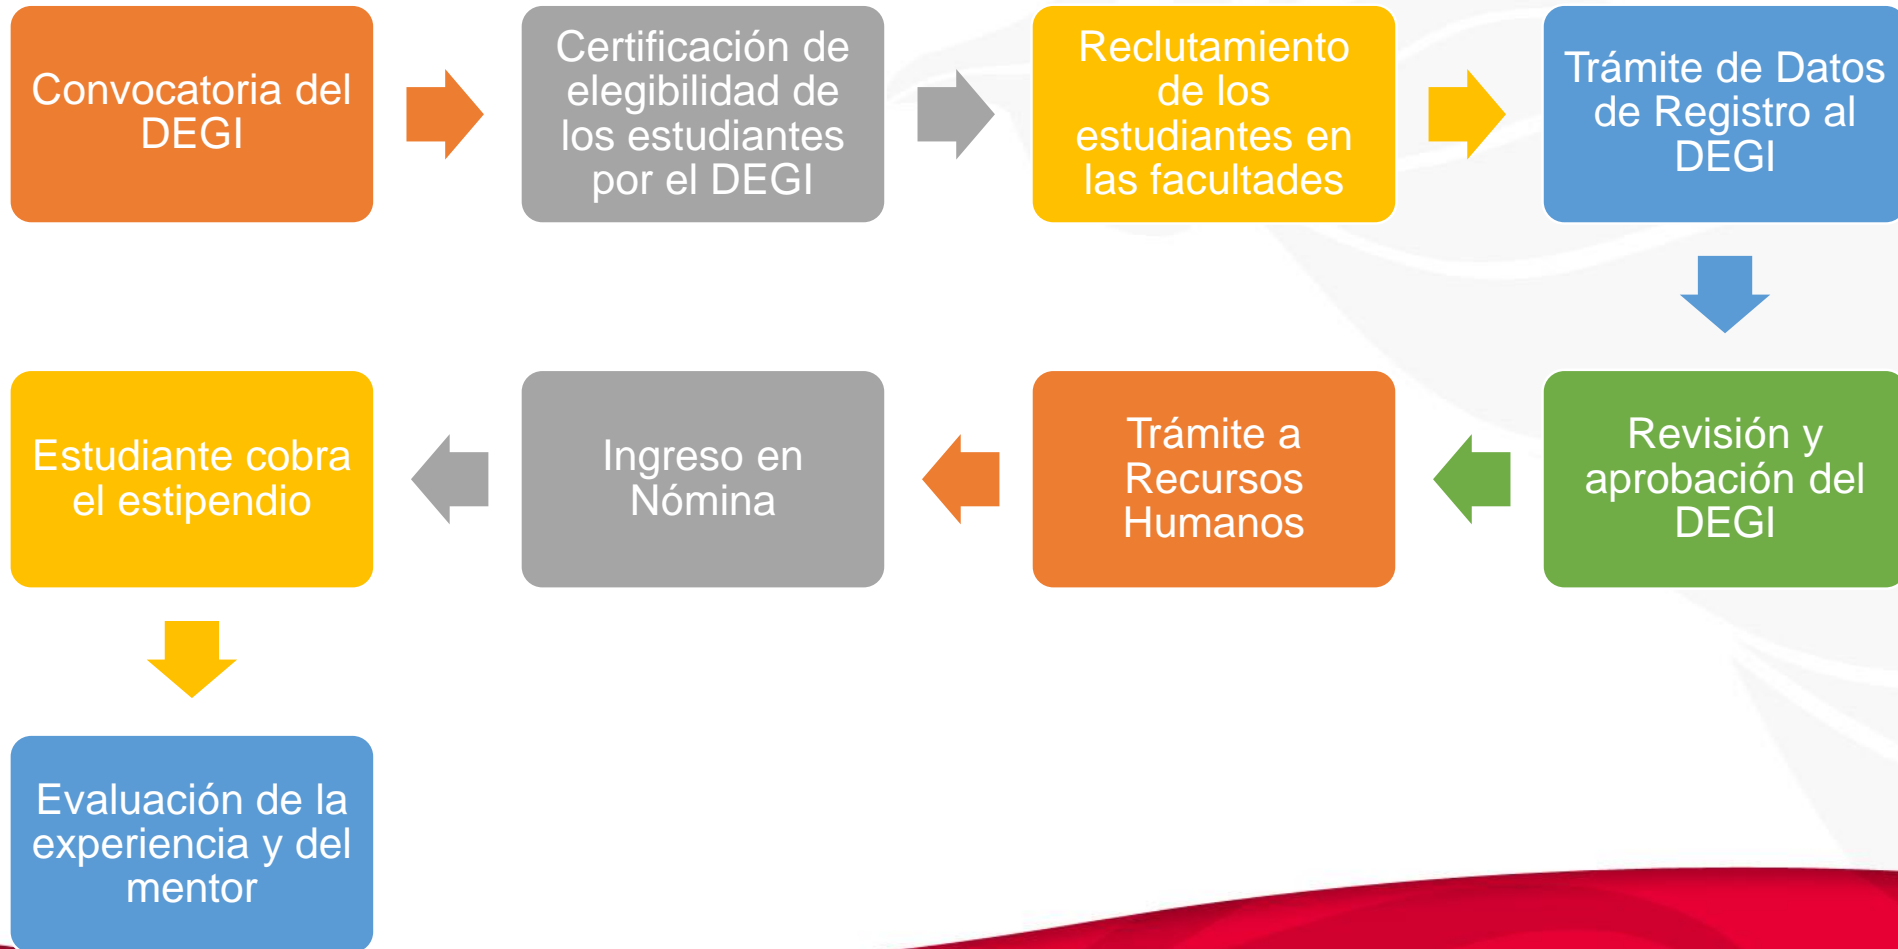 Convocatoria del
DEGI
Certificación de
elegibilidad de
los estudiantes
por el DEGI
Reclutamiento
de los
estudiantes en
las facultades
Trámite de Datos
de Registro al
DEGI
Revisión y
aprobación del
DEGI
Trámite a
Recursos
Humanos
Ingreso en
Nómina
Estudiante cobra
el estipendio
Evaluación de la
experiencia y del
mentor